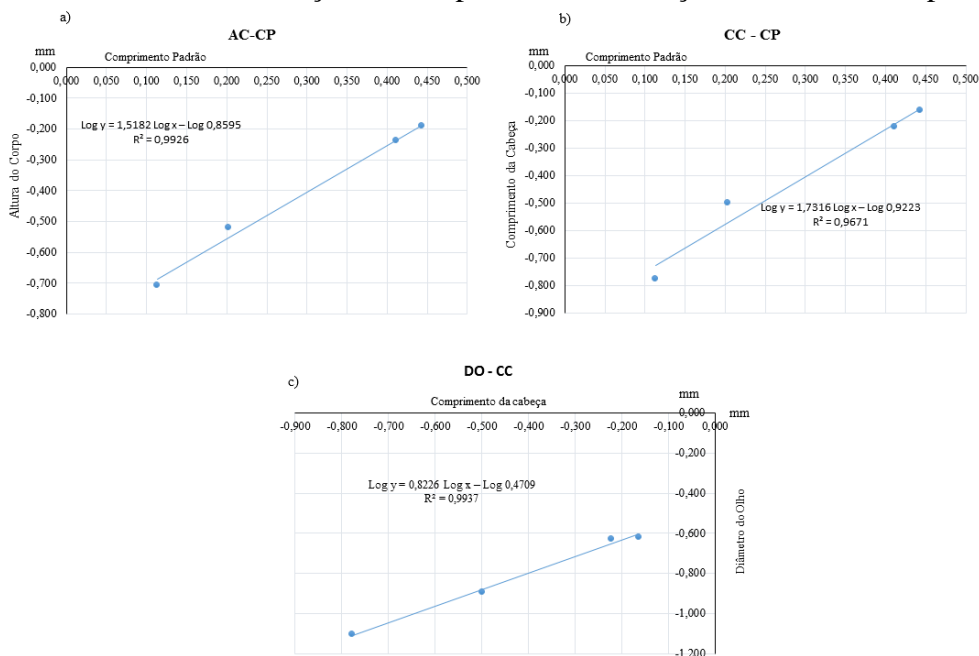 a)
AC-CP
mm
Comprimento Padrão
0,000
0,000 0,050 0,100 0,150 0,200 0,250 0,300 0,350 0,400 0,450 0,500
-0,100
-0,200
-0,300
-0,400
-0,500
-0,600
-0,700
-0,800
Altura do Corpo
Log y = 1,5182 Log x – Log 0,8595
R² = 0,9926
b)
CC - CP
mm
Comprimento Padrão
0,000
0,000 0,050 0,100 0,150 0,200 0,250 0,300 0,350 0,400 0,450 0,500
-0,100
-0,200
-0,300
-0,400
-0,500
-0,600
-0,700
-0,800
-0,900
Comprimento da Cabeça
Log y = 1,7316 Log x – Log 0,9223
R² = 0,9671
c)
DO - CC
Comprimento da cabeça
mm
mm
0,000
-0,900 -0,800 -0,700 -0,600 -0,500 -0,400 -0,300 -0,200 -0,100 0,000
-0,200
-0,400
-0,600
-0,800
-1,000
-1,200
Diâmetro do Olho
Log y = 0,8226 Log x – Log 0,4709
R² = 0,9937